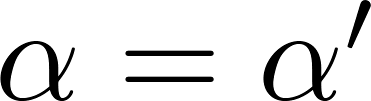 α = α′